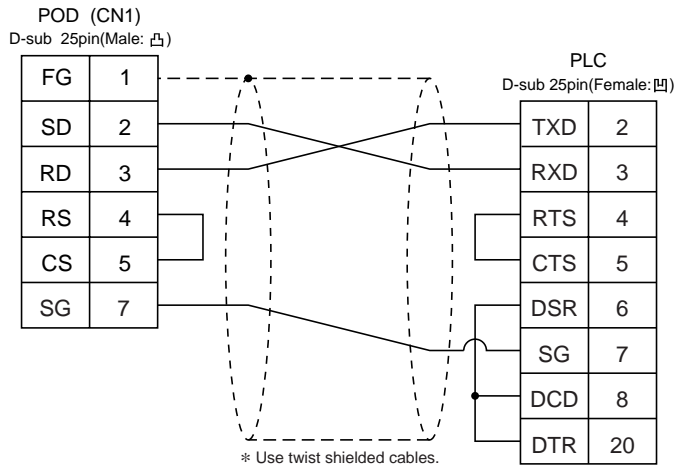 POD (CN1)
D-sub 25pin(Male: 凸)
FG 1
SD 2
RD 3
RS 4
CS 5
SG 7
PLC
D-sub 25pin(Female:凹)
TXD 2
RXD 3
RTS 4
CTS 5
DSR 6
SG 7
DCD 8
DTR 20
* Use twist shielded cables.